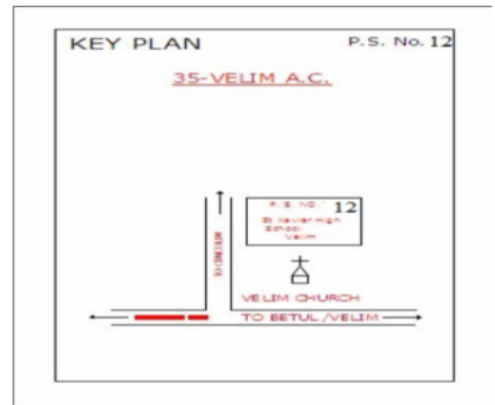 KEY PLAN P.S. No. 12
35-VELIM A.C.
P. S. NO. 12
St Xavier High
School
Velim
VELIM CHURCH
TO BETUL /VELIM